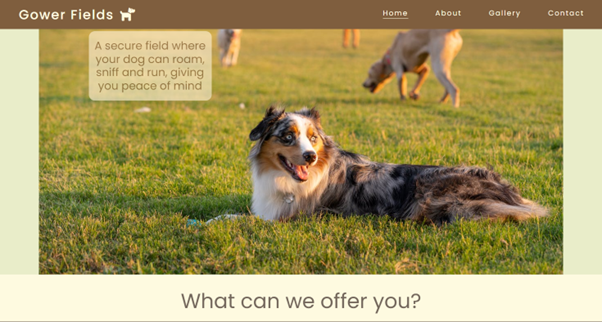 Gower Fields
Home About Gallery Contact
A secure field where
your dog can roam,
sniff and run, giving
you peace of mind
What can we offer you?